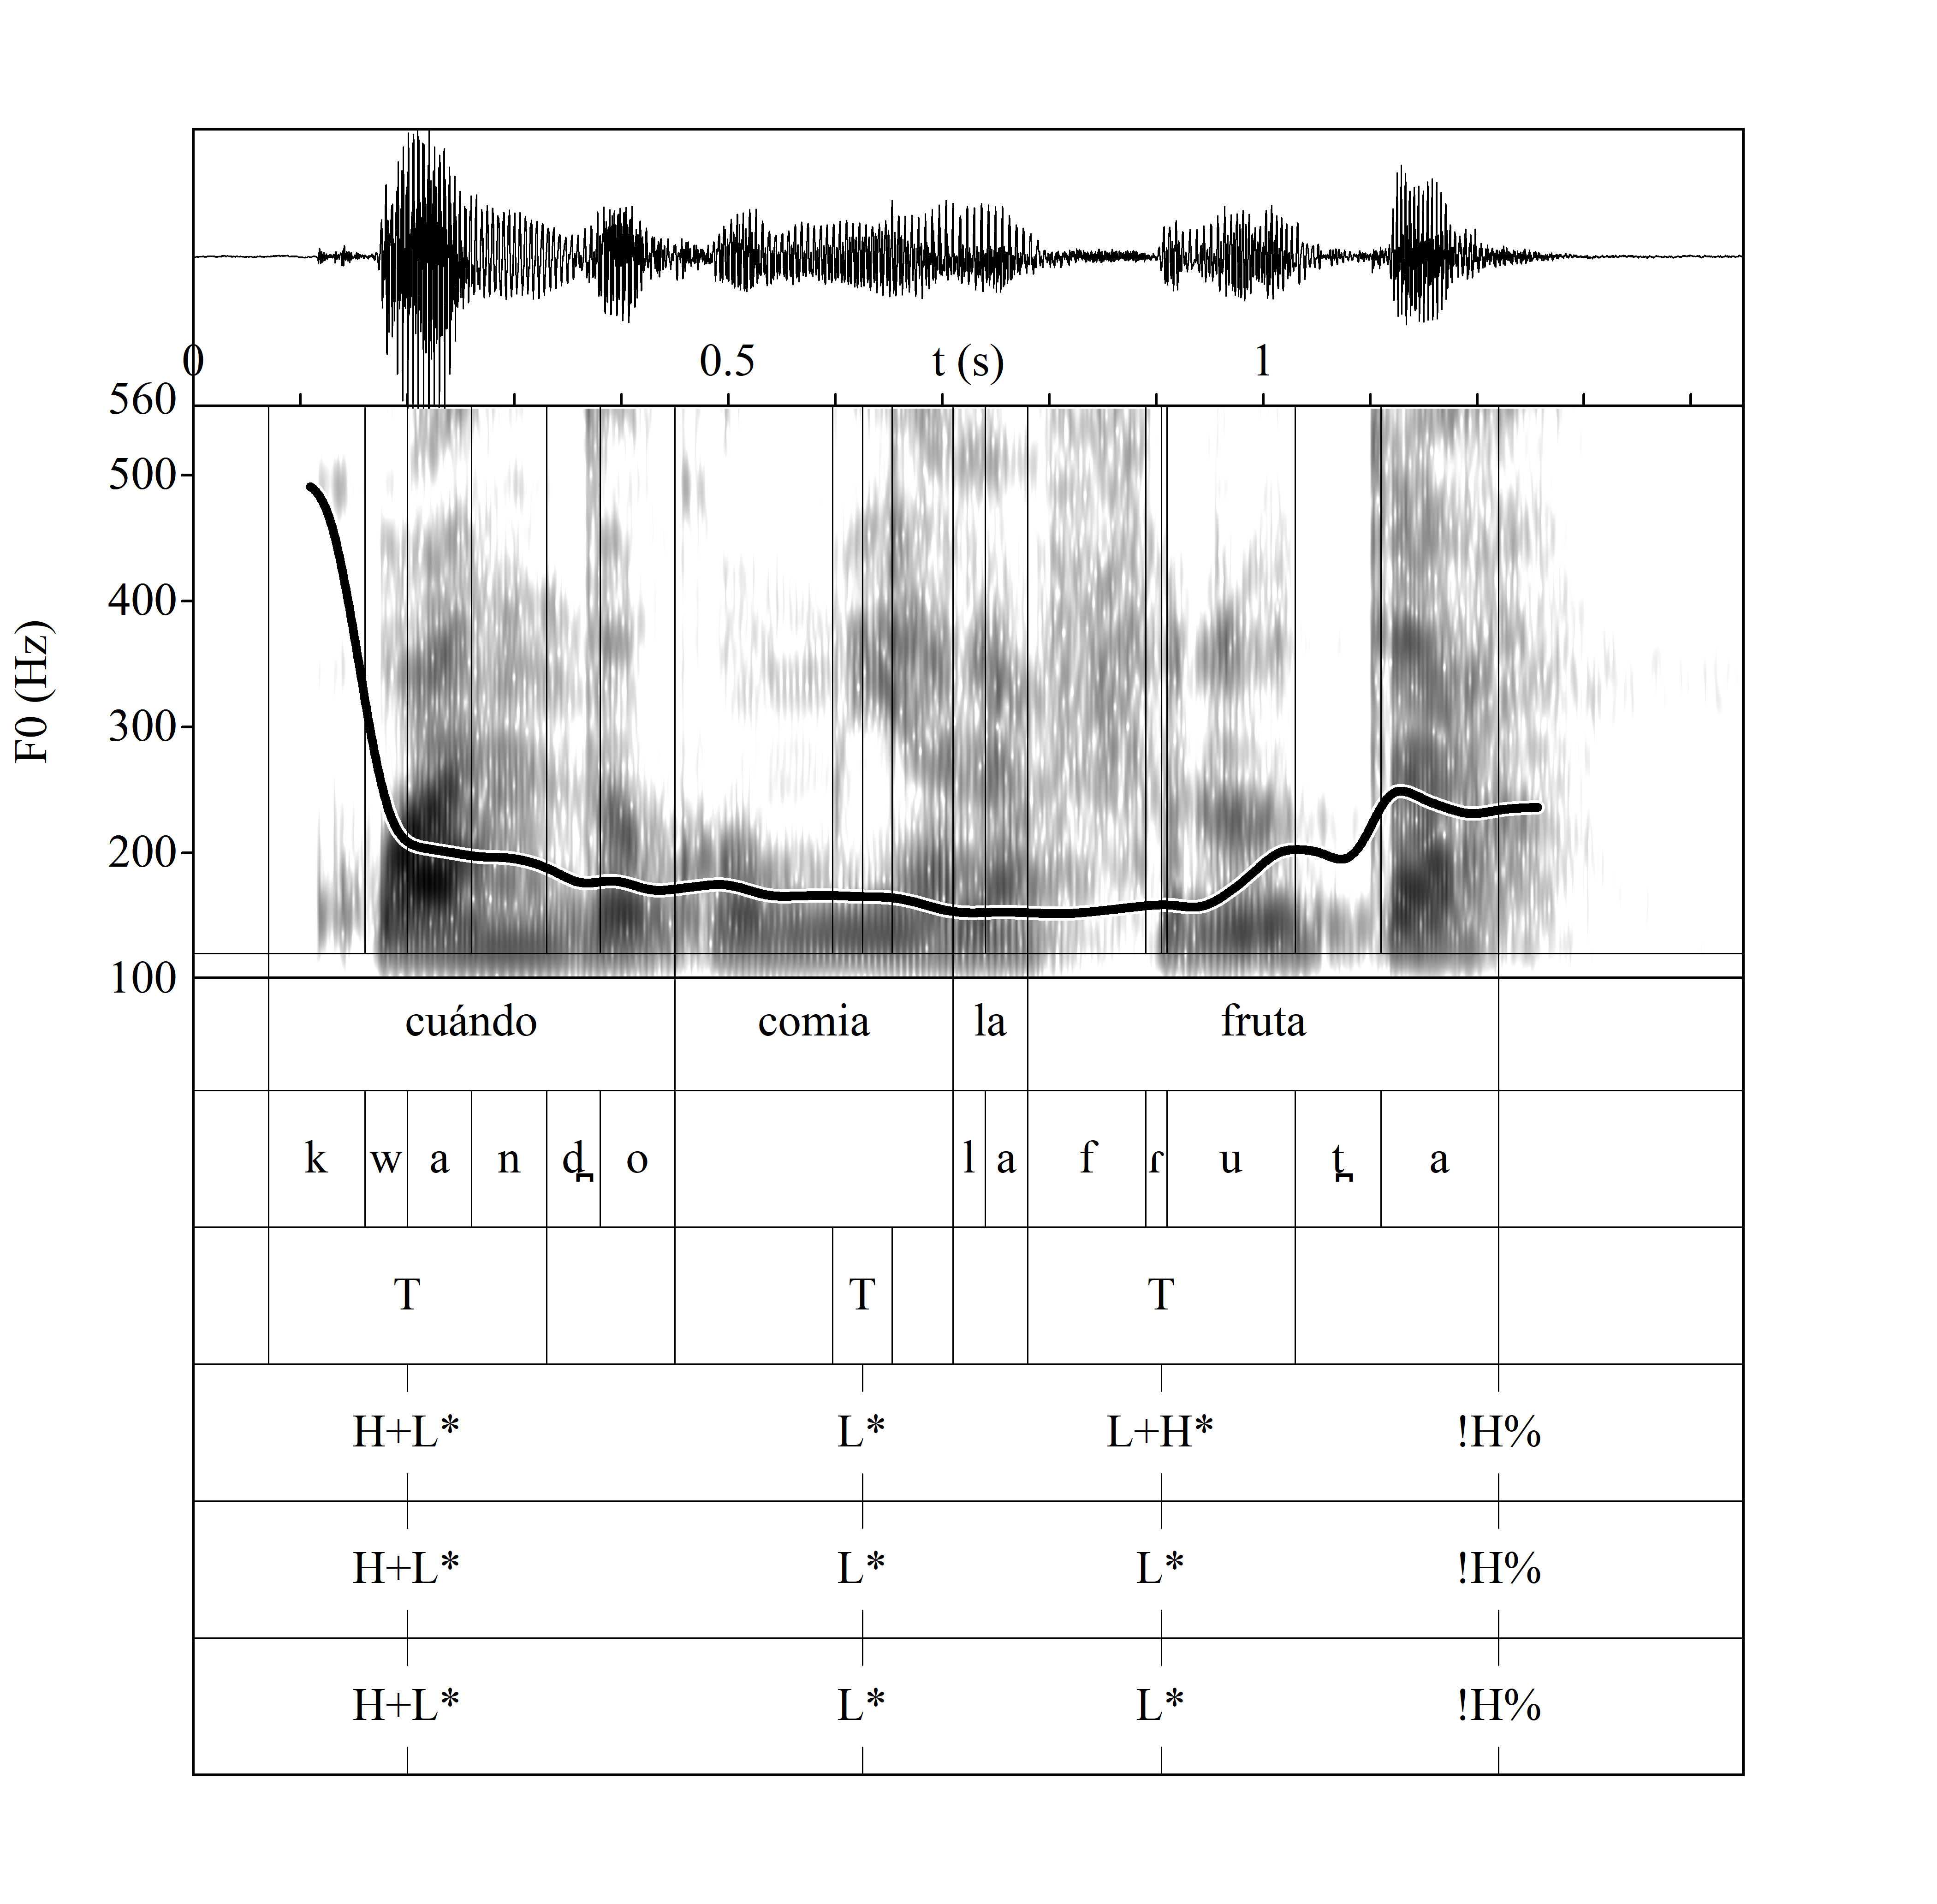 0 0.5 t (s) 1
560
500
400
300
200
100
F0 (Hz)
cuándo comia la fruta
k w a n d̪ o l a f ɾ u t̪ a
T T T
H+L* L* L+H* !H%
H+L* L* L* !H%
H+L* L* L* !H%